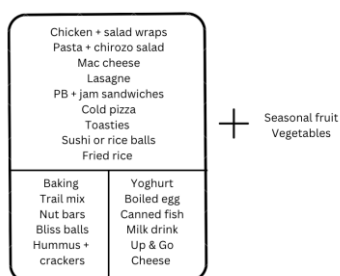 Chicken + salad wraps
Pasta + chirozo salad
Mac cheese
Lasagne
PB + jam sandwiches
Cold pizza
Toasties
Sushi or rice balls
Fried rice
Baking
Trail mix
Nut bars
Bliss balls
Hummus +
crackers
Yoghurt
Boiled egg
Canned fish
Milk drink
Up & Go
Cheese
+
Seasonal fruit
Vegetables